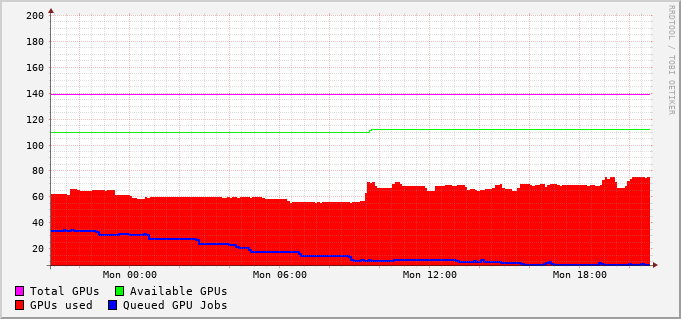 200
180
160
140
120
100
80
60
40
20
Mon 00:00 Mon 06:00 Mon 12:00 Mon 18:00
Total GPUs Available GPUs
GPUs used Queued GPU Jobs
RRDTOOL / TOBI OETIKER